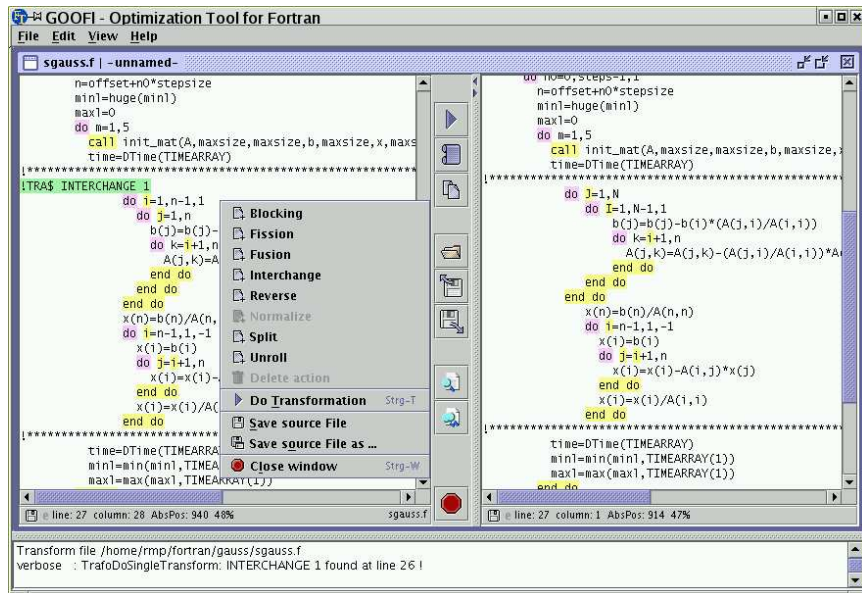 GOOFI - Optimization Tool for Fortran
File Edit View Help
sgauss.f | -unnamed-
n=offset+n0*stepsize
minl=huge(minl)
maxl=0
do m=1,5
call init_mat(A,maxsize,maxsize,b,maxsize,x,maxs
time=DTime(TIMEARRAY)
!TRA$ INTERCHANGE 1
do i=1,n-1,1
do j=1,n
b(j)=b(j)-
do k=i+1,n
A(j,k)=A
end do
end do
end do
x(n)=b(n)/A(n,
do i=n-1,1,-1
x(i)=b(i)
do j=i+1,n
x(i)=x(i)-
end do
x(i)=x(i)/A(
end do
time=DTime(TIMEARRA
minl=min(minl,TIMEA
maxl=max(maxl,TIMEARRAY(1))
line: 27 column: 28 AbsPos: 940 48% sgauss.f
Blocking
Fission
Fusion
Interchange
Reverse
Normalize
Split
Unroll
Delete action
Do Transformation Strg-T
Save source File
Save source File as ...
Close window Strg-W
do n0=0,steps-1,1
n=offset+n0*stepsize
minl=huge(minl)
maxl=0
do m=1,5
call init_mat(A,maxsize,maxsize,b,maxsize,
time=DTime(TIMEARRAY)
do J=1,N
do I=1,N-1,1
b(j)=b(j)-b(i)*(A(j,i)/A(i,i))
do k=i+1,n
A(j,k)=A(j,k)-(A(j,i)/A(i,i))*A
end do
end do
end do
x(n)=b(n)/A(n,n)
do i=n-1,1,-1
x(i)=b(i)
do j=i+1,n
x(i)=x(i)-A(i,j)*x(j)
end do
x(i)=x(i)/A(i,i)
end do
time=DTime(TIMEARRAY)
minl=min(minl,TIMEARRAY(1))
maxl=max(maxl,TIMEARRAY(1))
end do
line: 27 column: 1 AbsPos: 914 47%
Transform file /home/rmp/fortran/gauss/sgauss.f
verbose : TrafoDoSingleTransform: INTERCHANGE 1 found at line 26 !